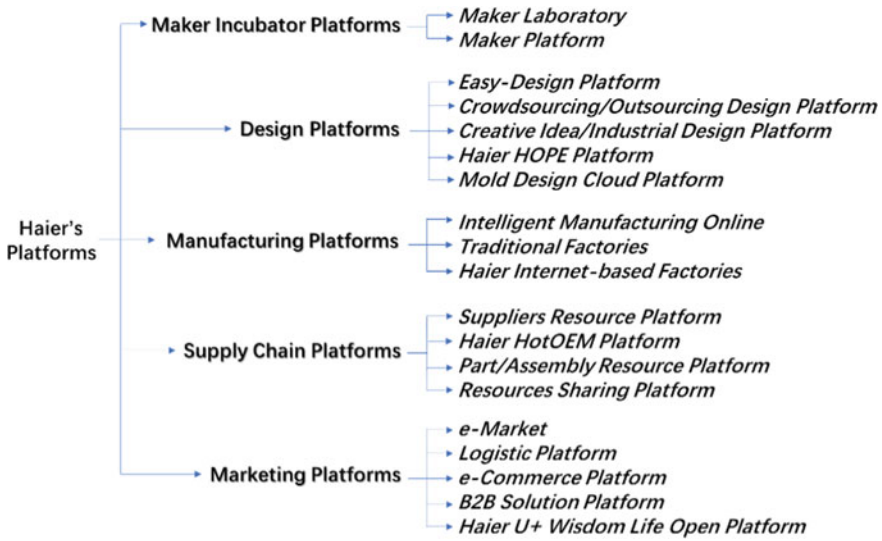 Haier's
Platforms
Maker Incubator Platforms
Maker Laboratory
Maker Platform
Design Platforms
Easy-Design Platform
Crowdsourcing/Outsourcing Design Platform
Creative Idea/Industrial Design Platform
Haier HOPE Platform
Mold Design Cloud Platform
Manufacturing Platforms
Intelligent Manufacturing Online
Traditional Factories
Haier Internet-based Factories
Supply Chain Platforms
Suppliers Resource Platform
Haier HotOEM Platform
Part/Assembly Resource Platform
Resources Sharing Platform
Marketing Platforms
e-Market
Logistic Platform
e-Commerce Platform
B2B Solution Platform
Haier U+ Wisdom Life Open Platform